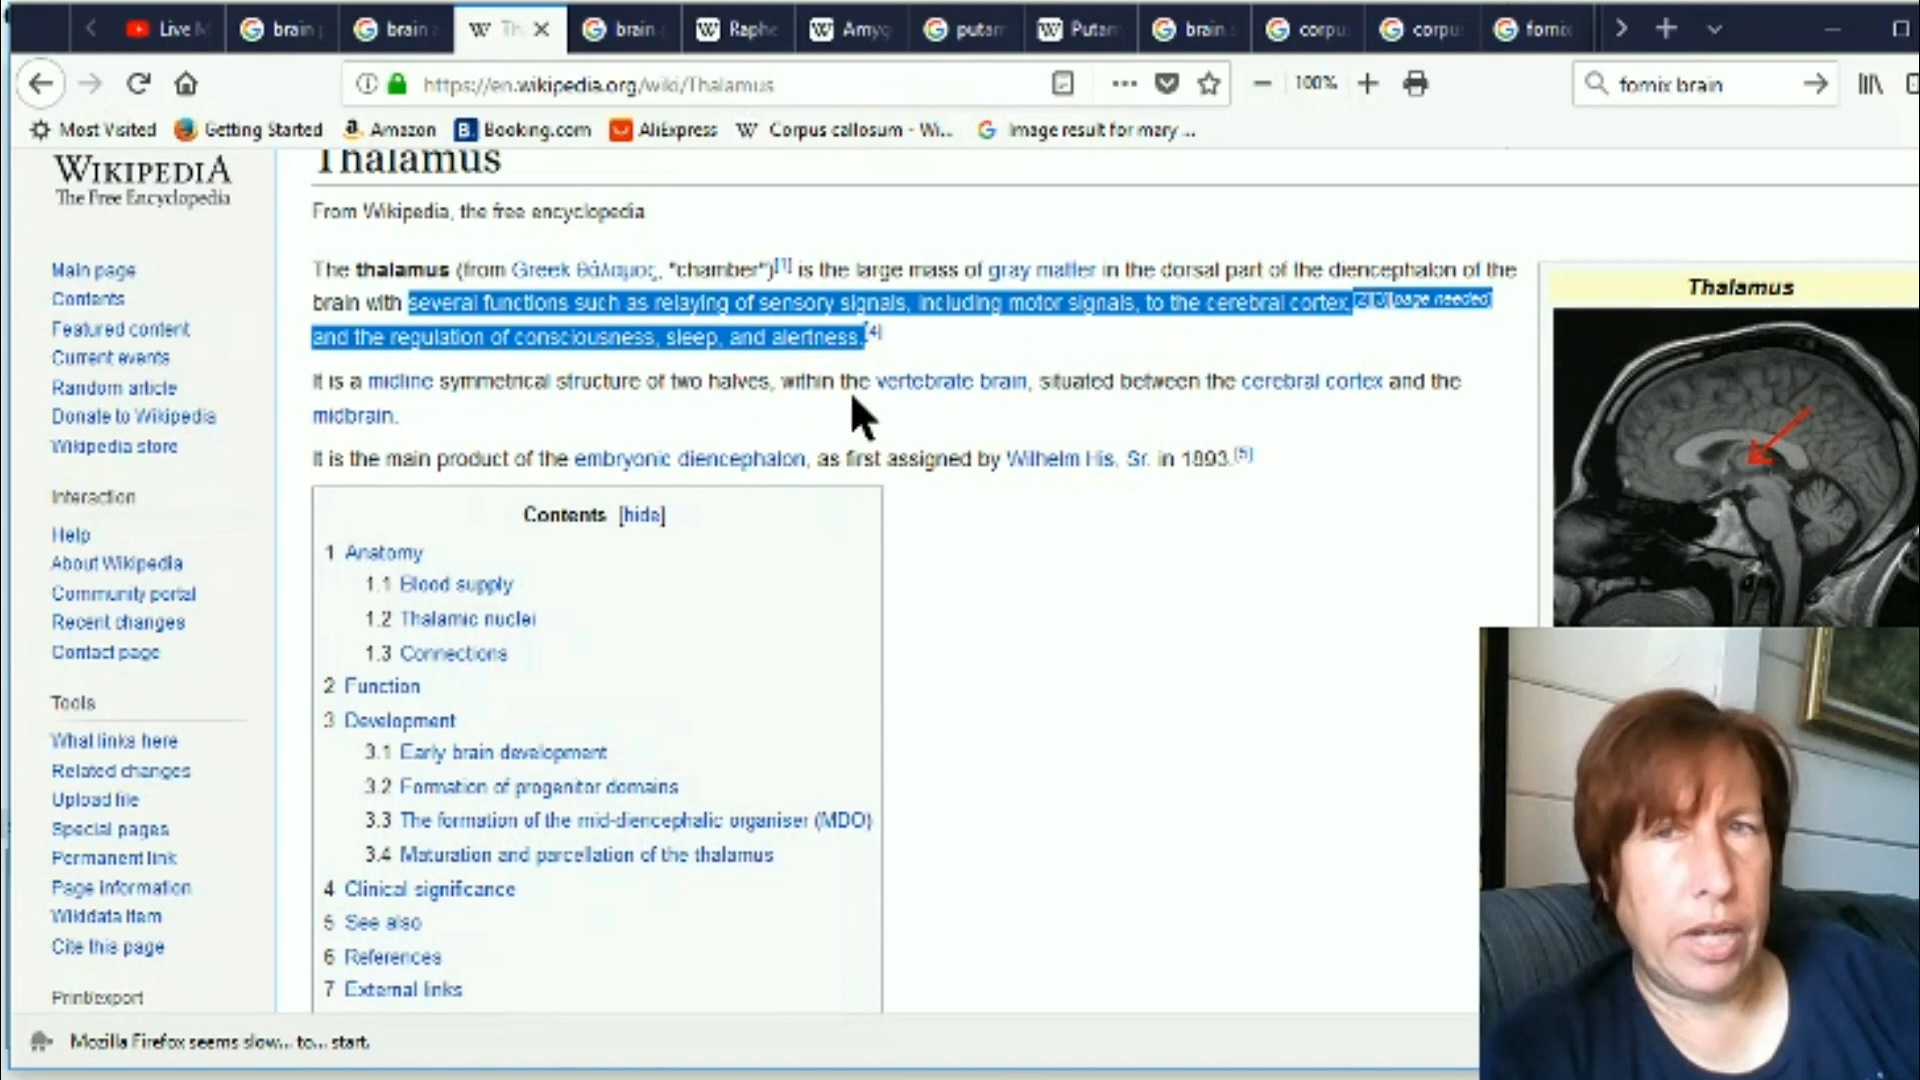 Live M
brain
brain
Th
brain
Raphe
Amyg
putam
Putam
brain
corpus
corpu
fornix
https://en.wikipedia.org/wiki/Thalamus
100%
fornix brain
Most Visited
Getting Started
Amazon
B. Booking.com
AliExpress
W Corpus callosum - Wi...
Image result for mary ...
WIKIPEDIA
The Free Encyclopedia
Main page
Contents
Featured content
Current events
Random article
Donate to Wikipedia
Wikipedia store
Interaction
Help
About Wikipedia
Community portal
Recent changes
Contact page
Tools
What links here
Related changes
Upload file
Special pages
Permanent link
Page information
Wikidata item
Cite this page
Print/export
Thalamus
From Wikipedia, the free encyclopedia
The thalamus (from Greek θάλαμος, "chamber")[1] is the large mass of gray matter in the dorsal part of the diencephalon of the
brain with several functions such as relaying of sensory signals, including motor signals, to the cerebral cortex,[2][3][page needed]
and the regulation of consciousness, sleep, and alertness.[4]
It is a midline symmetrical structure of two halves, within the vertebrate brain, situated between the cerebral cortex and the
midbrain.
It is the main product of the embryonic diencephalon, as first assigned by Wilhelm His, Sr. in 1893.[5]
Contents [hide]
1 Anatomy
1.1 Blood supply
1.2 Thalamic nuclei
1.3 Connections
2 Function
3 Development
3.1 Early brain development
3.2 Formation of progenitor domains
3.3 The formation of the mid-diencephalic organiser (MDO)
3.4 Maturation and parcellation of the thalamus
4 Clinical significance
5 See also
6 References
7 External links
Thalamus
Mozilla Firefox seems slow... to... start.